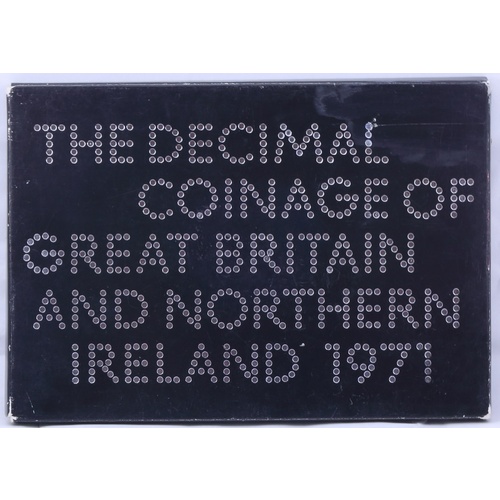 THE DECIMAL
COINAGE OF
GREAT BRITAIN
AND NORTHERN
IRELAND 1971